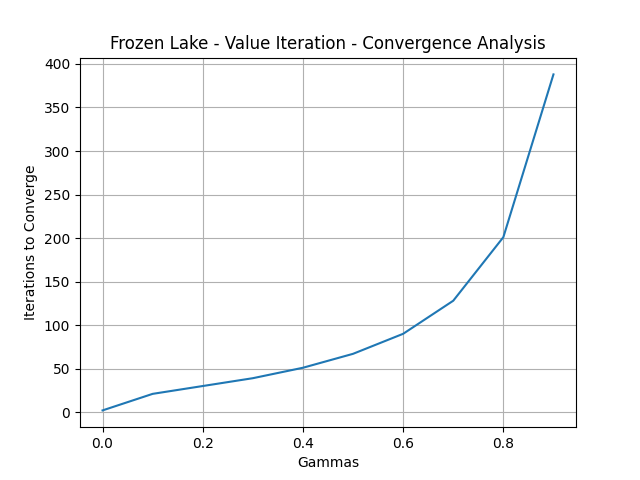 Frozen Lake - Value Iteration - Convergence Analysis
400
350
300
250
200
150
100
50
0
Iterations to Converge
0.0 0.2 0.4 0.6 0.8
Gammas